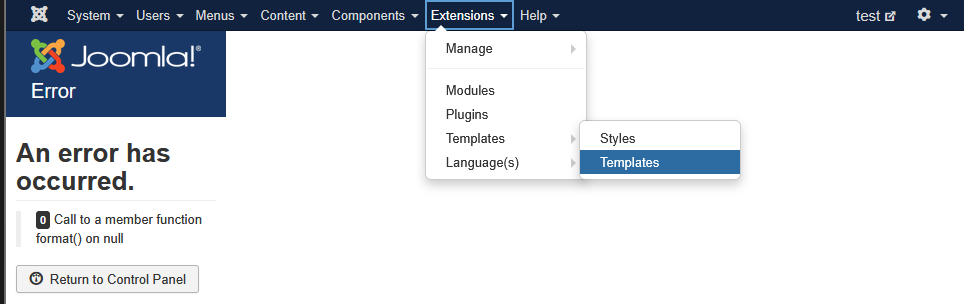 System Users Menus Content Components Extensions Help test
Joomla!®
Error
Manage
Modules
Plugins
Templates
Language(s)
Styles
Templates
An error has
occurred.
0 Call to a member function
format() on null
Return to Control Panel